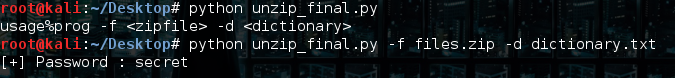 root@kali:~/Desktop# python unzip_final.py
usage%prog -f <zipfile> -d <dictionary>
root@kali:~/Desktop# python unzip_final.py -f files.zip -d dictionary.txt
[+] Password : secret